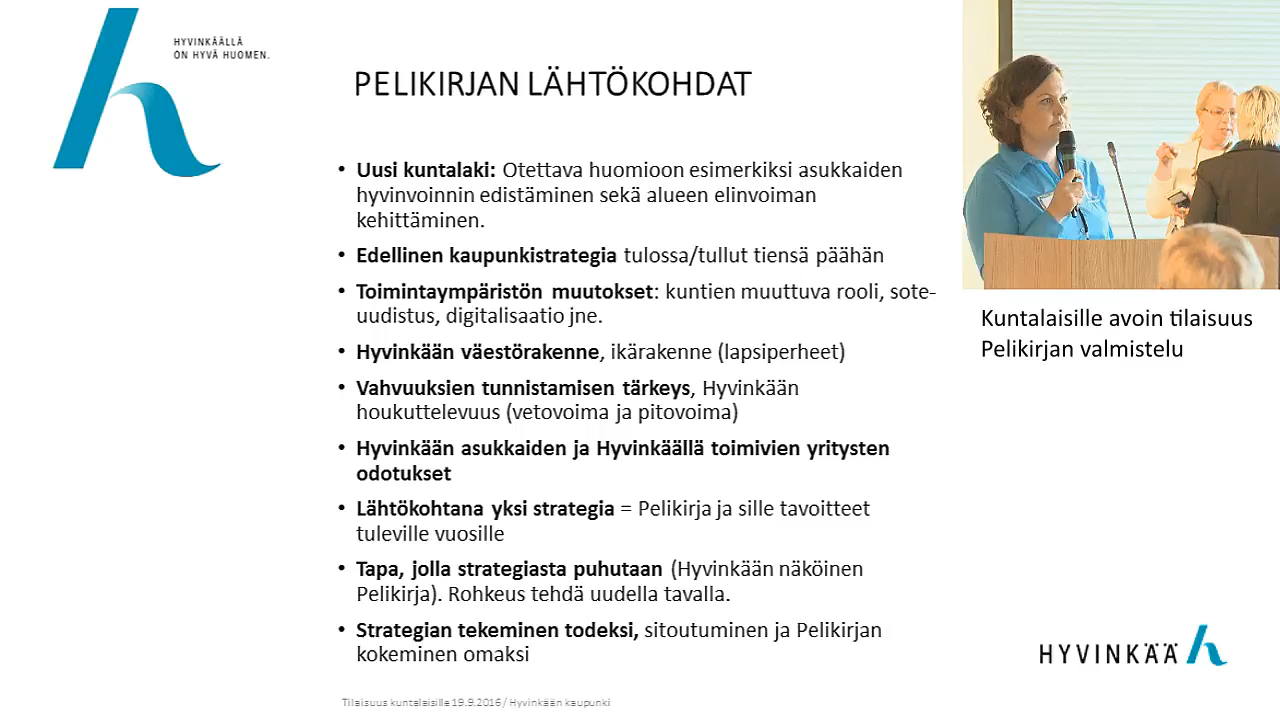 HYVINKÄÄLLÄ
ON HYVÄ HUOMEN.
PELIKIRJAN LÄHTÖKOHDAT
• Uusi kuntalaki: Otettava huomioon esimerkiksi asukkaiden
hyvinvoinnin edistäminen sekä alueen elinvoiman
kehittäminen.
• Edellinen kaupunkistrategia tulossa/tullut tiensä päähän
• Toimintaympäristön muutokset: kuntien muuttuva rooli, sote-
uudistus, digitalisaatio jne.
• Hyvinkään väestörakenne, ikärakenne (lapsiperheet)
• Vahvuuksien tunnistamisen tärkeys, Hyvinkään
houkuttelevuus (vetovoima ja pitovoima)
• Hyvinkään asukkaiden ja Hyvinkäällä toimivien yritysten
odotukset
• Lähtökohtana yksi strategia = Pelikirja ja sille tavoitteet
tuleville vuosille
• Tapa, jolla strategiasta puhutaan (Hyvinkään näköinen
Pelikirja). Rohkeus tehdä uudella tavalla.
• Strategian tekeminen todeksi, sitoutuminen ja Pelikirjan
kokeminen omaksi
Tilaisuus kuntalaisille 19.9.2016 / Hyvinkään kaupunki
Kuntalaisille avoin tilaisuus
Pelikirjan valmistelu
HYVINKÄÄ